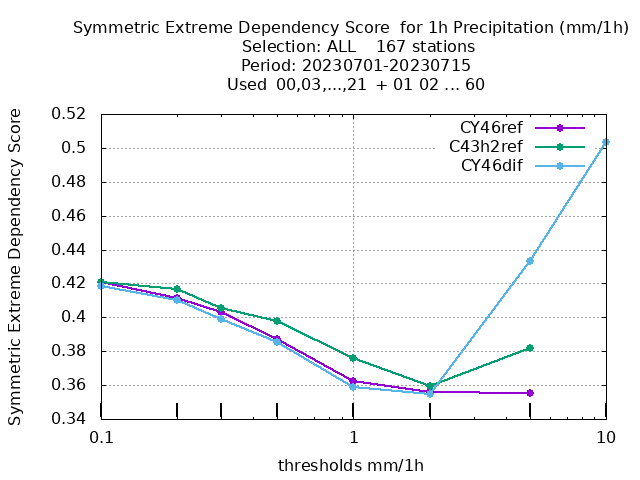 Symmetric Extreme Dependency Score  for 1h Precipitation (mm/1h)
Selection: ALL    167 stations
Period: 20230701-20230715
Used  00,03,...,21  + 01 02 ... 60
Symmetric Extreme Dependency Score
0.52
0.5
0.48
0.46
0.44
0.42
0.4
0.38
0.36
0.34
CY46ref
C43h2ref
CY46dif
0.1
1
10
thresholds mm/1h